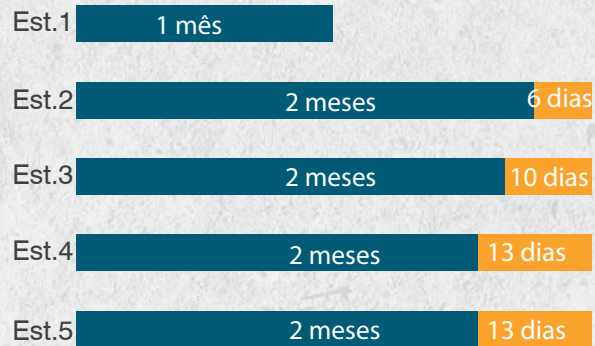 Est.1 1 mês
Est.2 2 meses 6 dias
Est.3 2 meses 10 dias
Est.4 2 meses 13 dias
Est.5 2 meses 13 dias